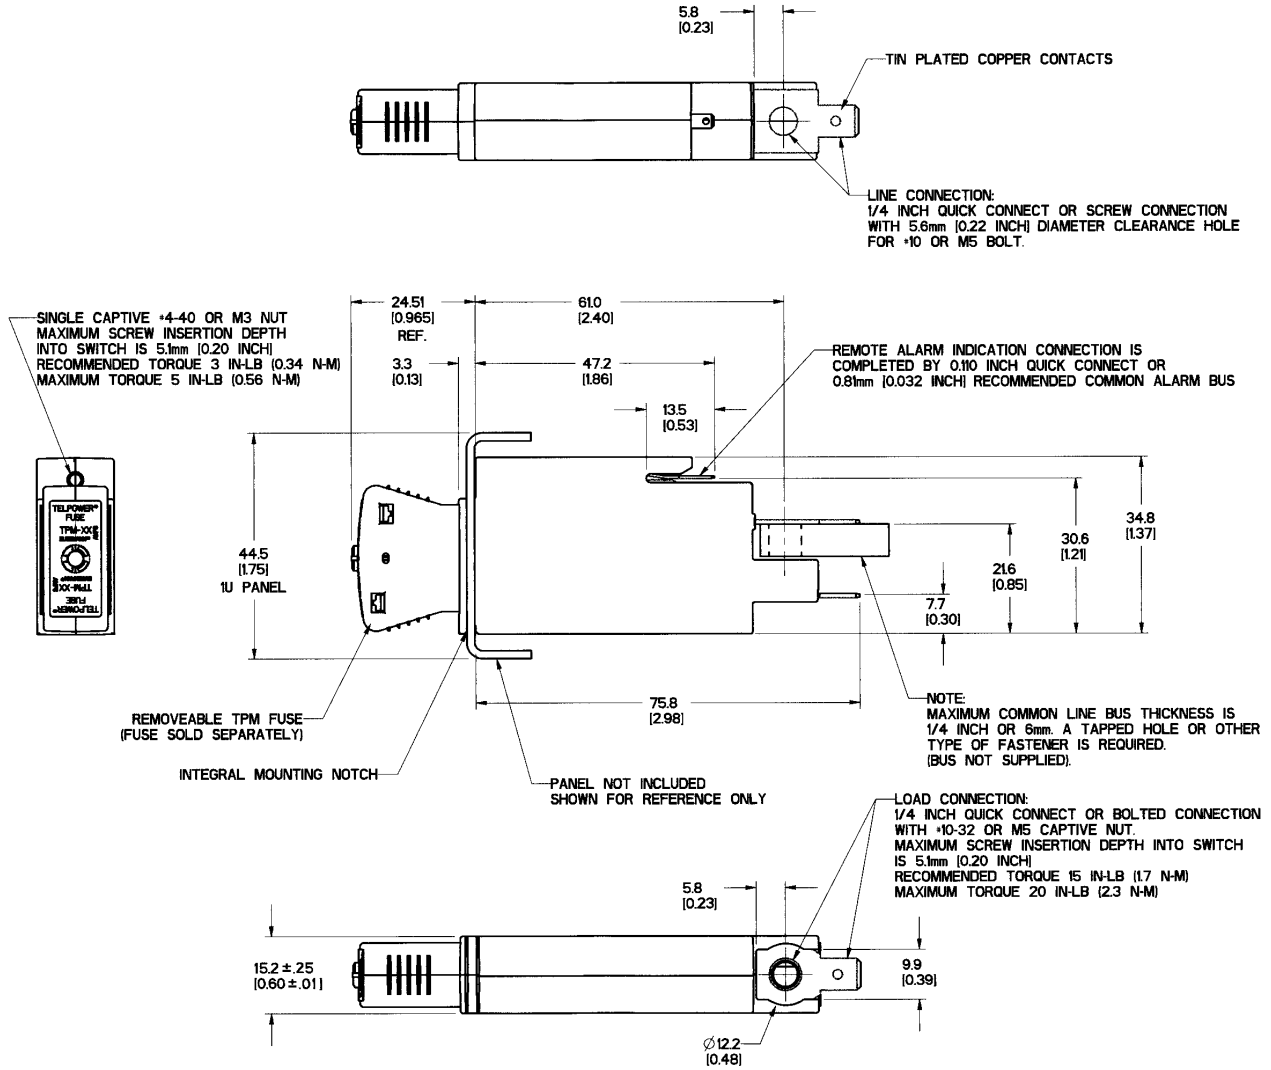 5.8
[0.23]
TIN PLATED COPPER CONTACTS
LINE CONNECTION:
1/4 INCH QUICK CONNECT OR SCREW CONNECTION
WITH 5.6mm [0.22 INCH] DIAMETER CLEARANCE HOLE
FOR #10 OR M5 BOLT.
SINGLE CAPTIVE #4-40 OR M3 NUT
MAXIMUM SCREW INSERTION DEPTH
INTO SWITCH IS 5.1mm [0.20 INCH]
RECOMMENDED TORQUE 3 IN-LB (0.34 N-M)
MAXIMUM TORQUE 5 IN-LB (0.56 N-M)
24.51
[0.965]
REF.
61.0
[2.40]
3.3
[0.13]
47.2
[1.86]
13.5
[0.53]
REMOTE ALARM INDICATION CONNECTION IS
COMPLETED BY 0.110 INCH QUICK CONNECT OR
0.81mm [0.032 INCH] RECOMMENDED COMMON ALARM BUS
TELPOWER®
FUSE
TPM-XX
TPM-XX
FUSE
TELPOWER®
44.5
[1.75]
1U PANEL
34.8
[1.37]
30.6
[1.21]
21.6
[0.85]
7.7
[0.30]
75.8
[2.98]
REMOVEABLE TPM FUSE
(FUSE SOLD SEPARATELY)
INTEGRAL MOUNTING NOTCH
PANEL NOT INCLUDED
SHOWN FOR REFERENCE ONLY
NOTE:
MAXIMUM COMMON LINE BUS THICKNESS IS
1/4 INCH OR 6mm. A TAPPED HOLE OR OTHER
TYPE OF FASTENER IS REQUIRED.
(BUS NOT SUPPLIED).
LOAD CONNECTION:
1/4 INCH QUICK CONNECT OR BOLTED CONNECTION
WITH #10-32 OR M5 CAPTIVE NUT.
MAXIMUM SCREW INSERTION DEPTH INTO SWITCH
IS 5.1mm [0.20 INCH]
RECOMMENDED TORQUE 15 IN-LB (1.7 N-M)
MAXIMUM TORQUE 20 IN-LB (2.3 N-M)
5.8
[0.23]
15.2 ±.25
[0.60 ±.01]
9.9
[0.39]
Ø12.2
[0.48]